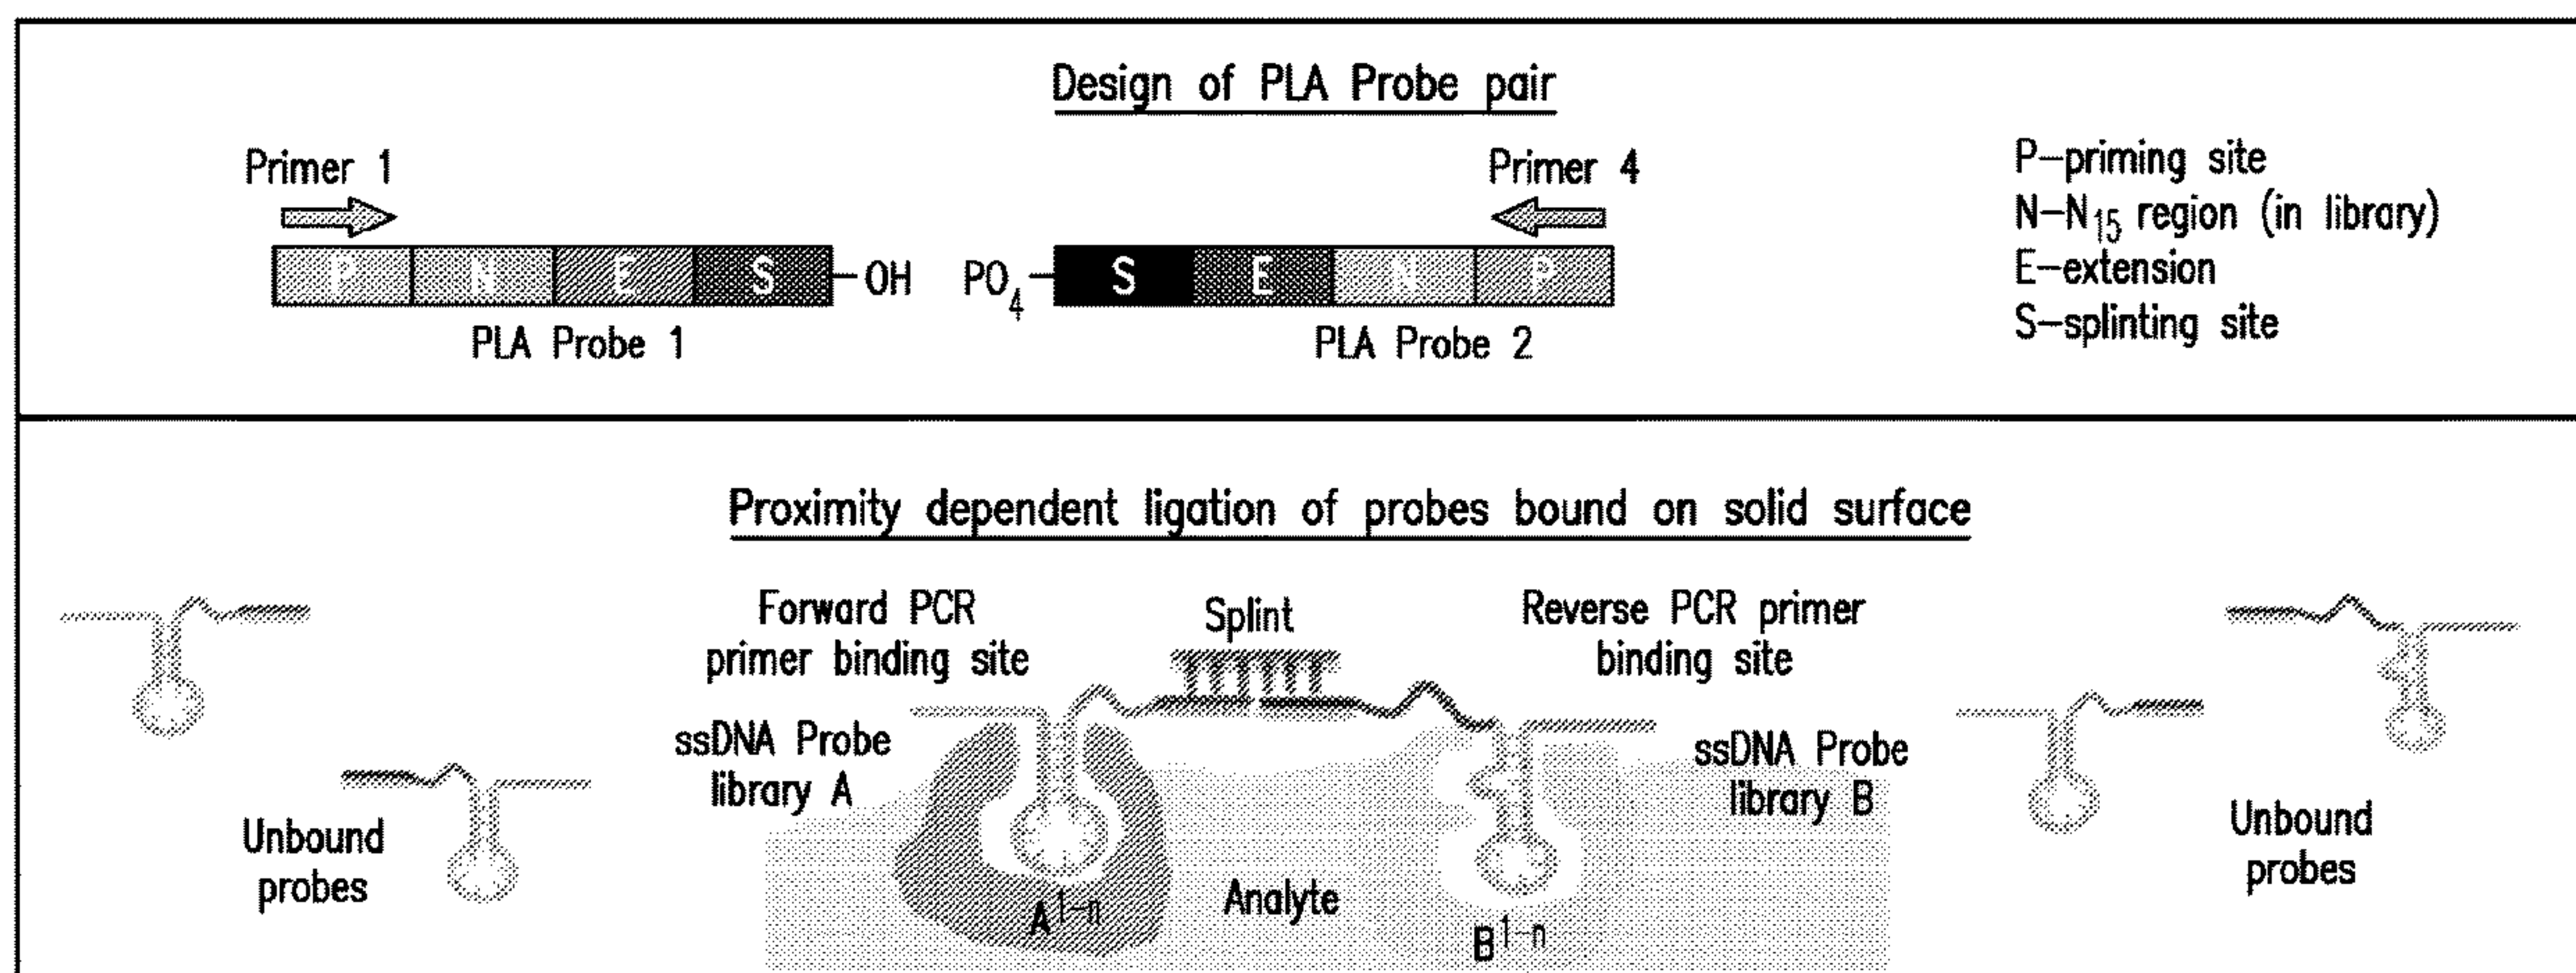 Design of PLA Probe pair
Primer 1
Primer 4
P N E S —OH
PO₄— S E N P
PLA Probe 1
PLA Probe 2
P—priming site
N—N₁₅ region (in library)
E—extension
S—splinting site
Proximity dependent ligation of probes bound on solid surface
Forward PCR
primer binding site
Splint
Reverse PCR primer
binding site
ssDNA Probe
library A
ssDNA Probe
library B
Unbound
probes
A¹⁻ⁿ
Analyte
B¹⁻ⁿ
Unbound
probes